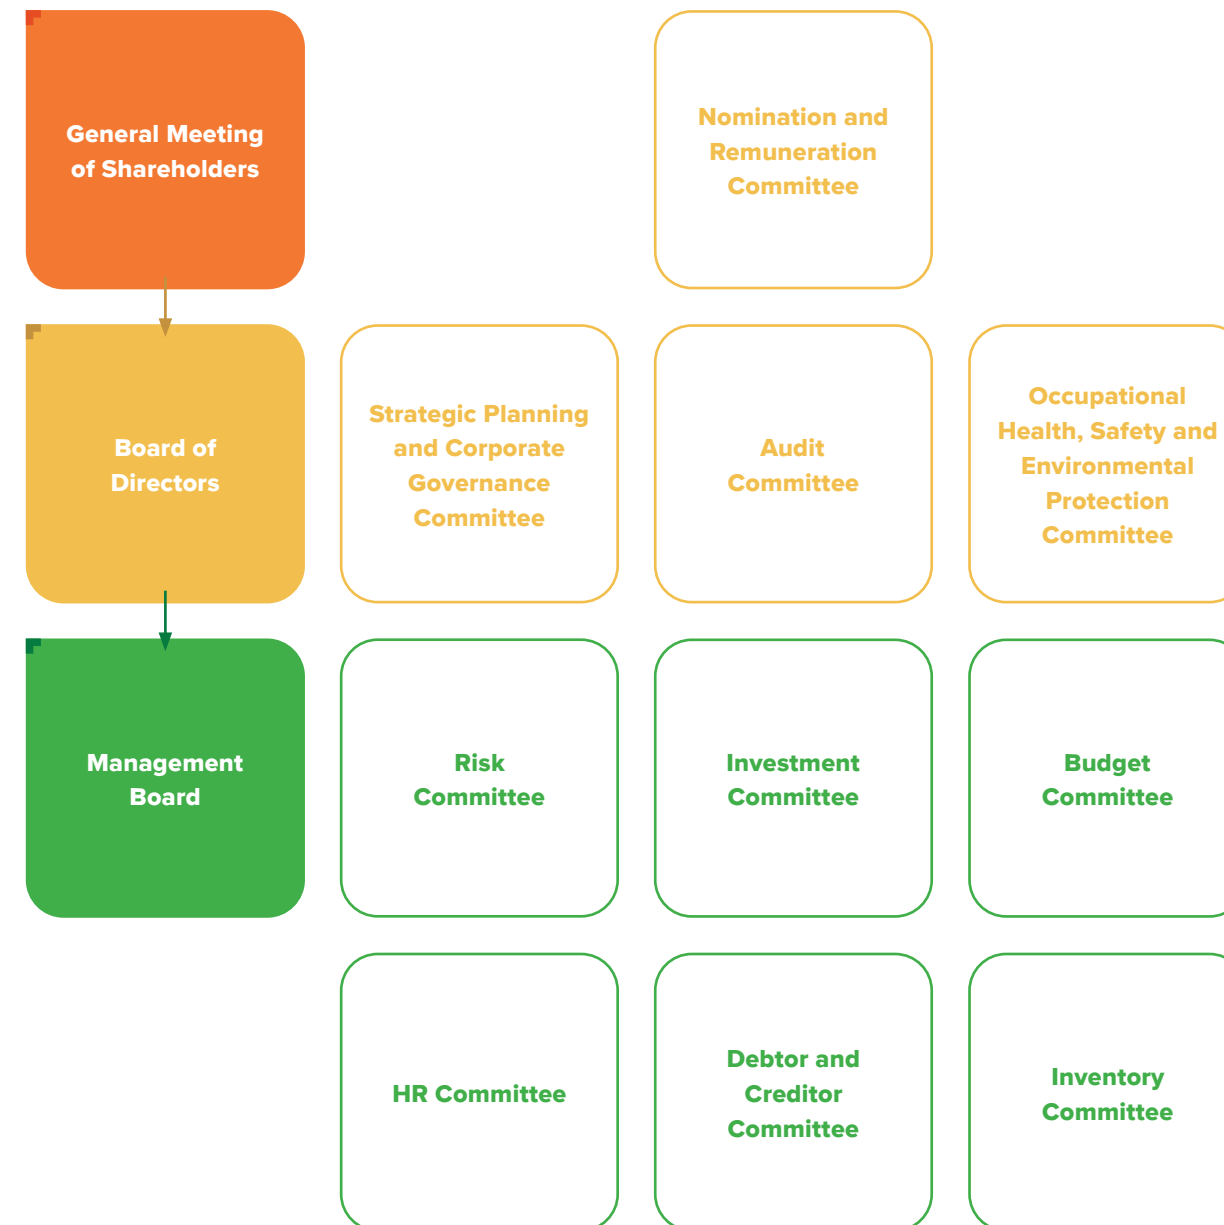 General Meeting
of Shareholders
Nomination and
Remuneration
Committee
Board of
Directors
Strategic Planning
and Corporate
Governance
Committee
Audit
Committee
Occupational
Health, Safety and
Environmental
Protection
Committee
Management
Board
Risk
Committee
Investment
Committee
Budget
Committee
HR Committee
Debtor and
Creditor
Committee
Inventory
Committee